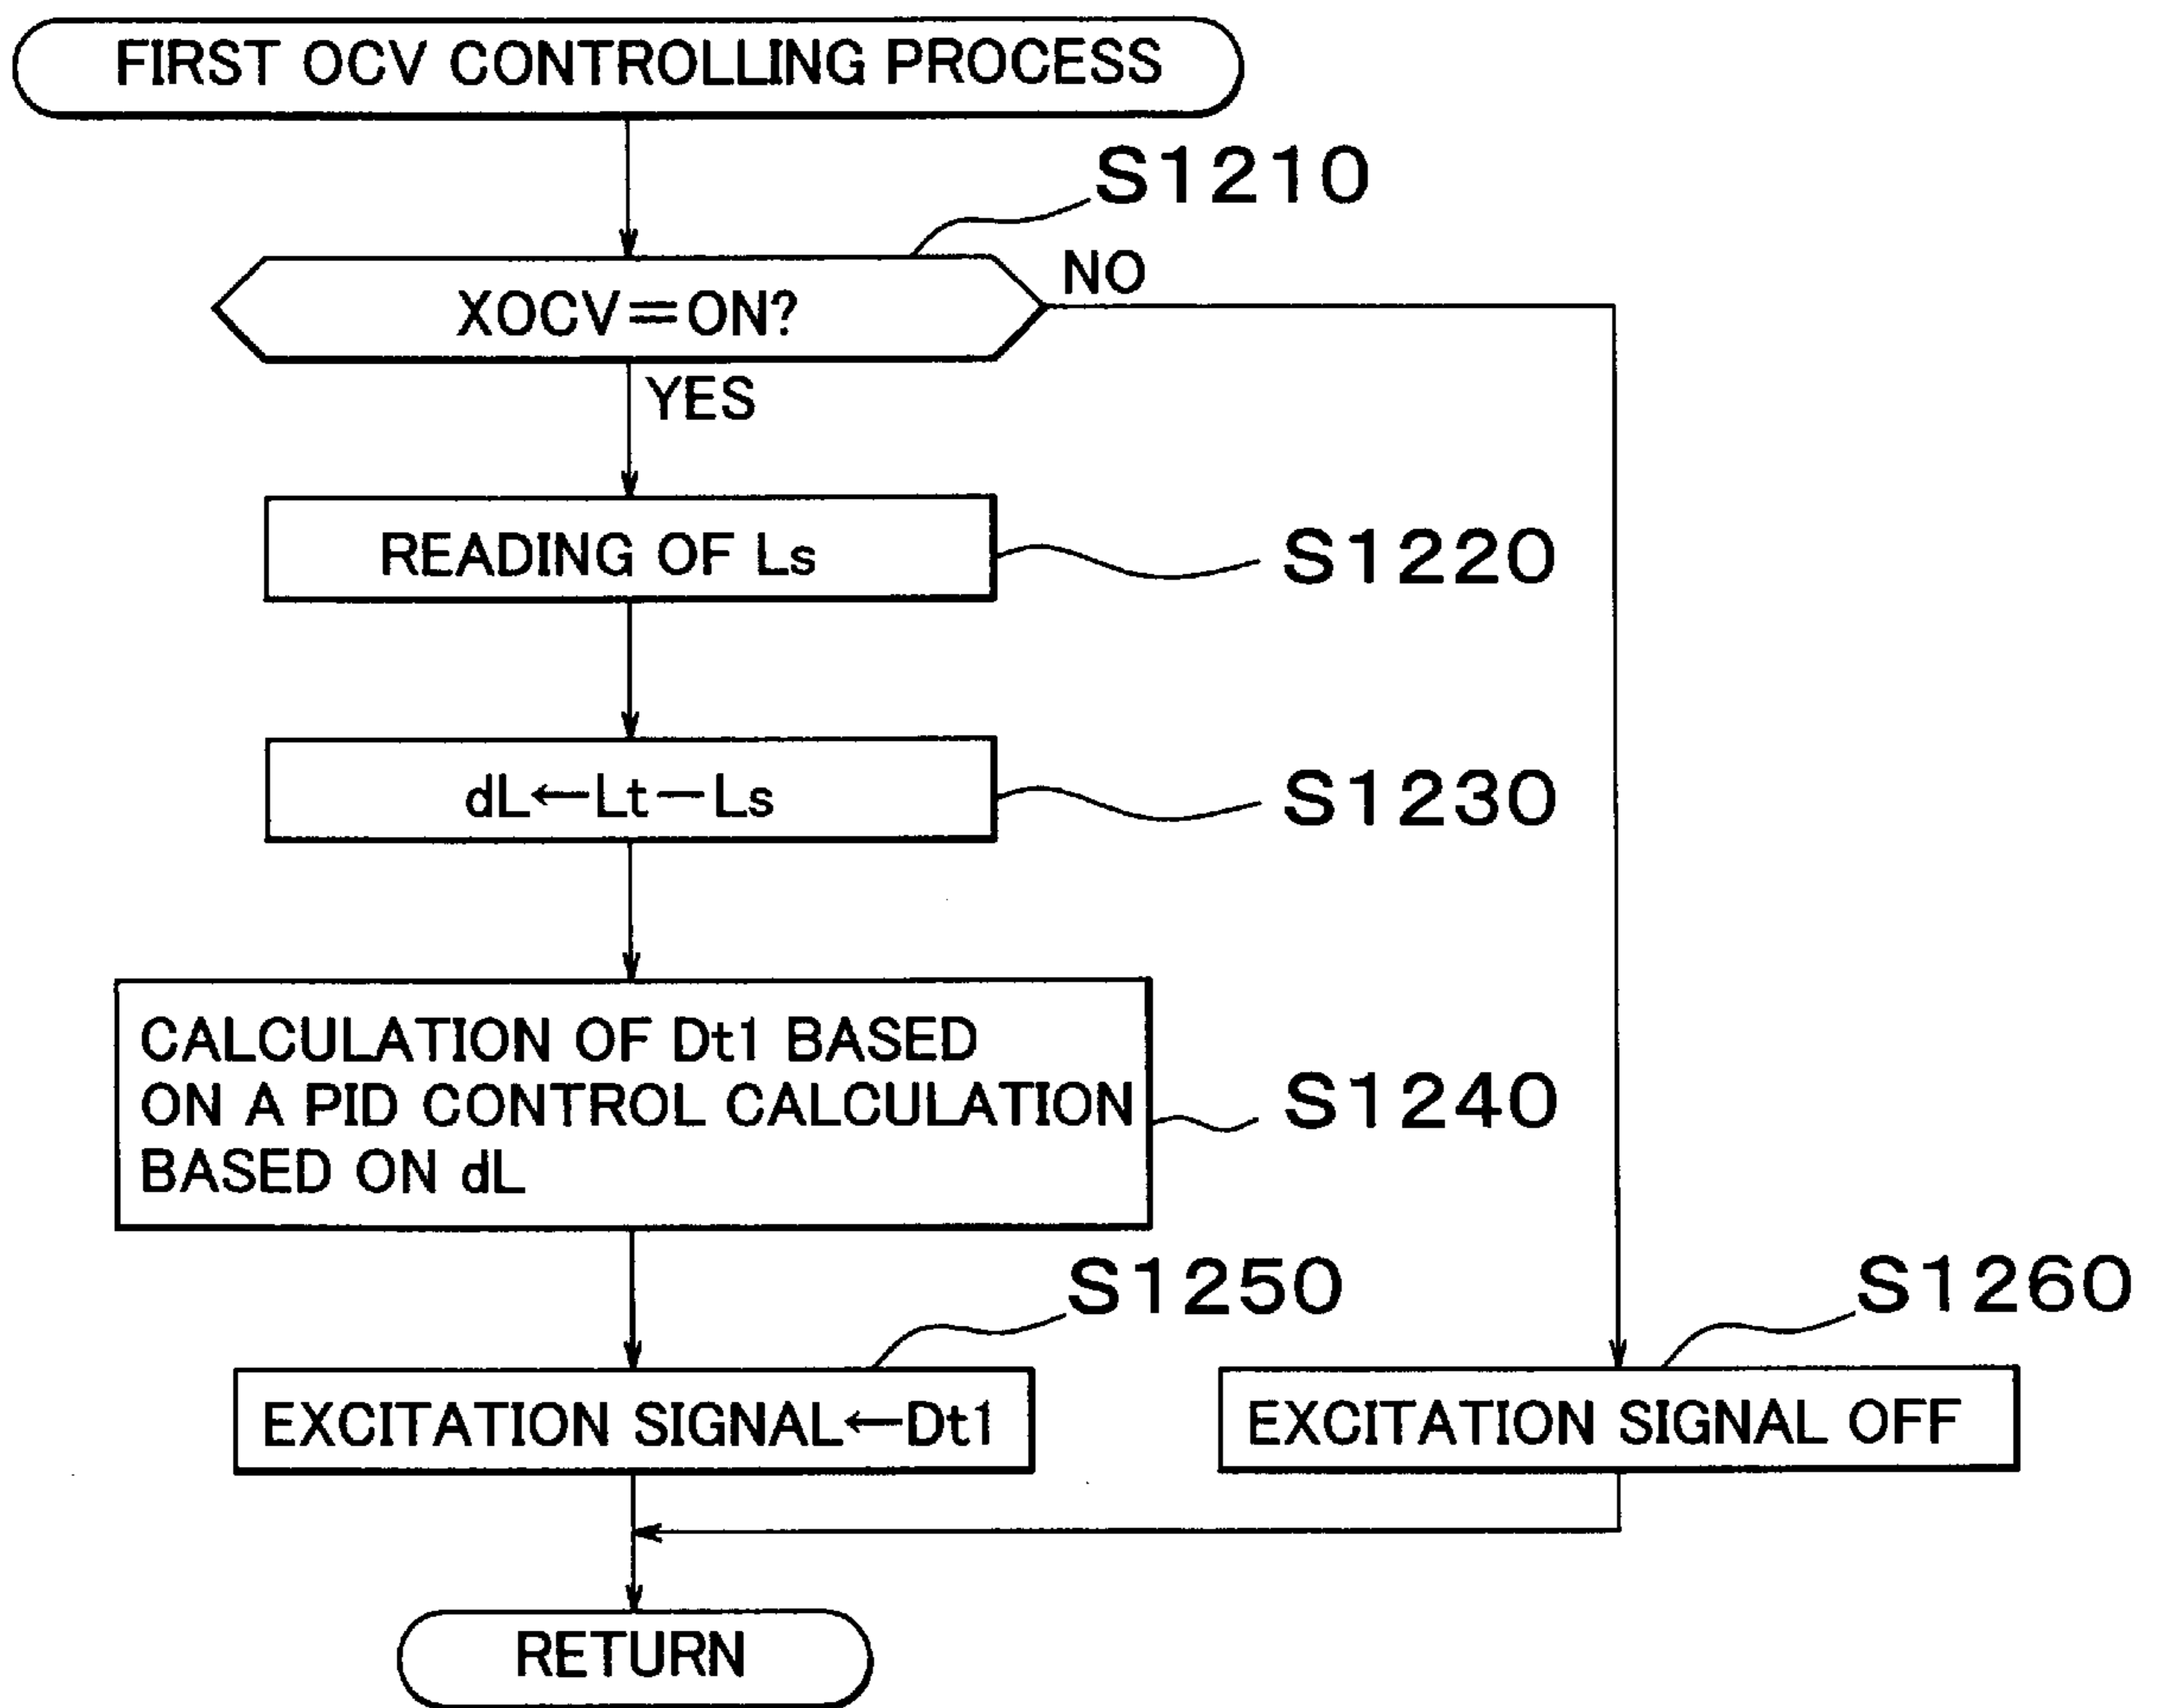 FIRST OCV CONTROLLING PROCESS
S1210
XOCV=ON?
NO
YES
READING OF Ls
S1220
dL←Lt−Ls
S1230
CALCULATION OF Dt1 BASED
ON A PID CONTROL CALCULATION
BASED ON dL
S1240
S1250
EXCITATION SIGNAL←Dt1
S1260
EXCITATION SIGNAL OFF
RETURN